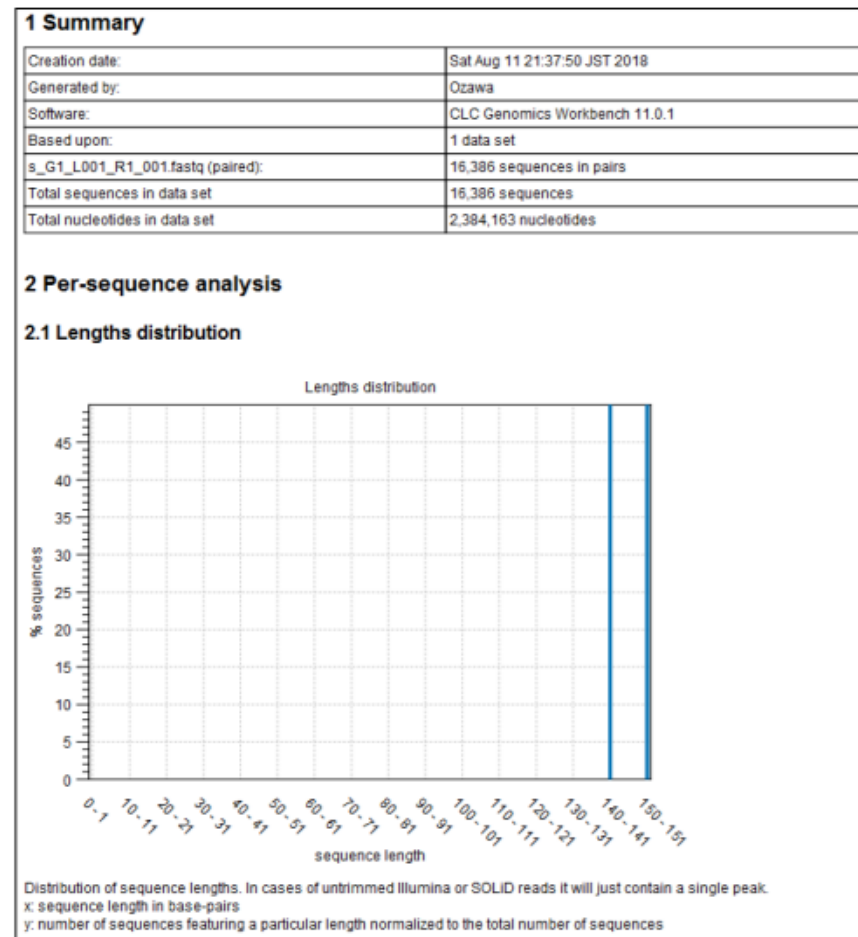 1 Summary
Creation date: Sat Aug 11 21:37:50 JST 2018
Generated by: Ozawa
Software: CLC Genomics Workbench 11.0.1
Based upon: 1 data set
s_G1_L001_R1_001.fastq (paired): 16,386 sequences in pairs
Total sequences in data set 16,386 sequences
Total nucleotides in data set 2,384,163 nucleotides
2 Per-sequence analysis
2.1 Lengths distribution
Lengths distribution
% sequences
45
40
35
30
25
20
15
10
5
0
0 - 1
10 - 11
20 - 21
30 - 31
40 - 41
50 - 51
60 - 61
70 - 71
80 - 81
90 - 91
100 - 101
110 - 111
120 - 121
130 - 131
140 - 141
150 - 151
sequence length
Distribution of sequence lengths. In cases of untrimmed Illumina or SOLiD reads it will just contain a single peak.
x: sequence length in base-pairs
y: number of sequences featuring a particular length normalized to the total number of sequences